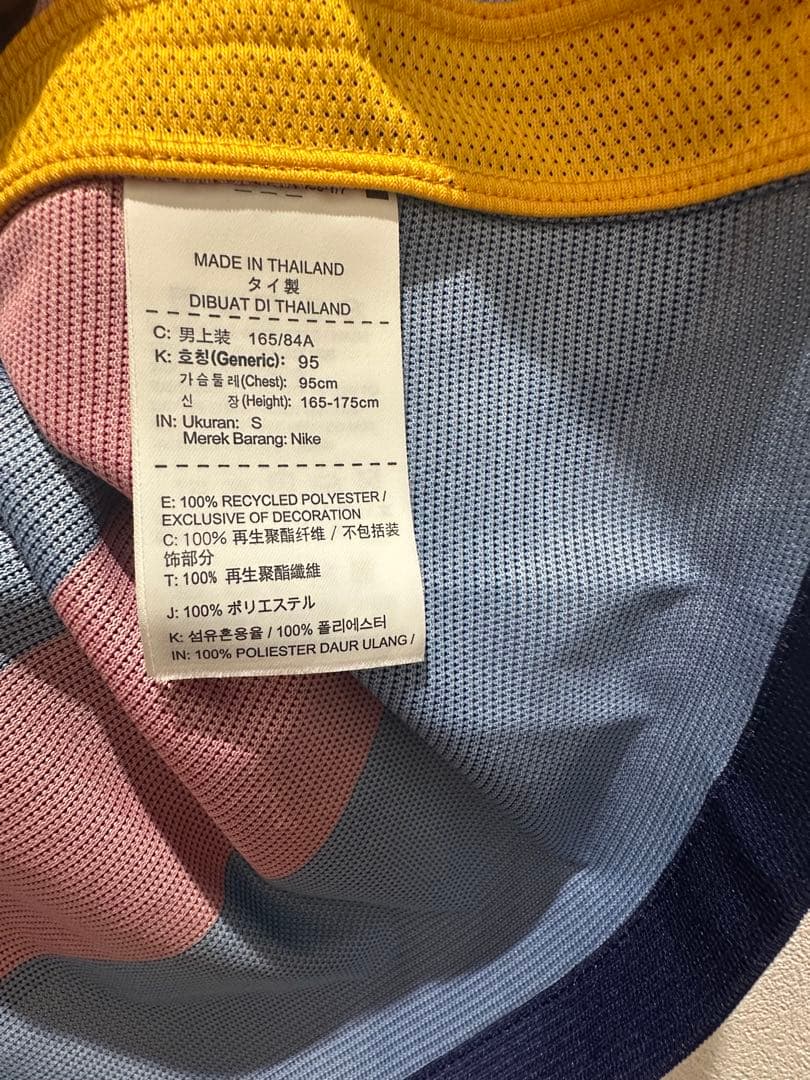 MADE IN THAILAND
タイ製
DIBUAT DI THAILAND
C: 男上装 165/84A
K: 호칭(Generic): 95
가슴둘레(Chest): 95cm
신 장(Height): 165-175cm
IN: Ukuran: S
Merek Barang: Nike
E: 100% RECYCLED POLYESTER /
EXCLUSIVE OF DECORATION
C: 100% 再生聚酯纤维 / 不包括装
饰部分
T: 100% 再生聚酯纖維
J: 100% ポリエステル
K: 섬유혼용율 / 100% 폴리에스터
IN: 100% POLIESTER DAUR ULANG /